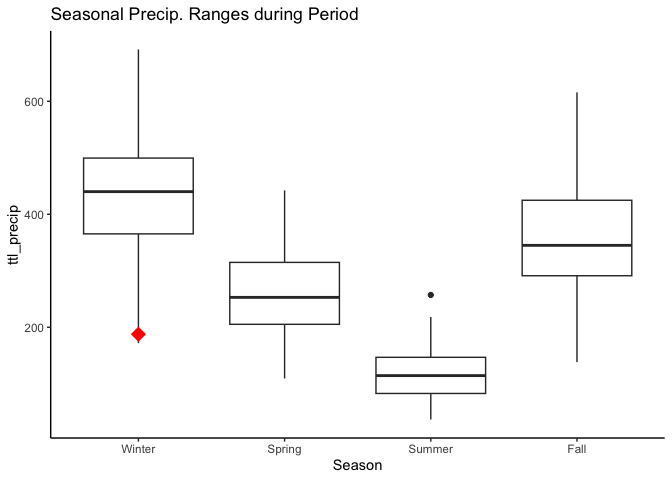 Seasonal Precip. Ranges during Period
ttl_precip
600
400
200
Winter Spring Summer Fall
Season